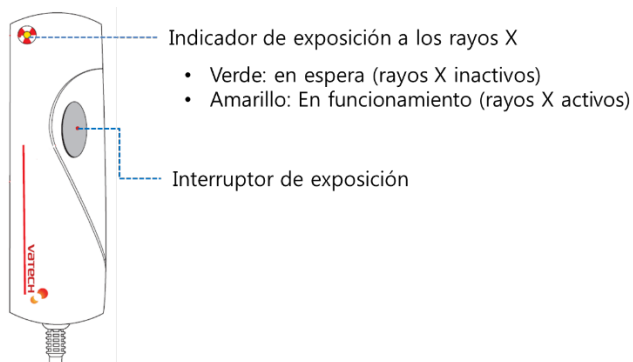 Indicador de exposición a los rayos X
• Verde: en espera (rayos X inactivos)
• Amarillo: En funcionamiento (rayos X activos)
Interruptor de exposición
vatech